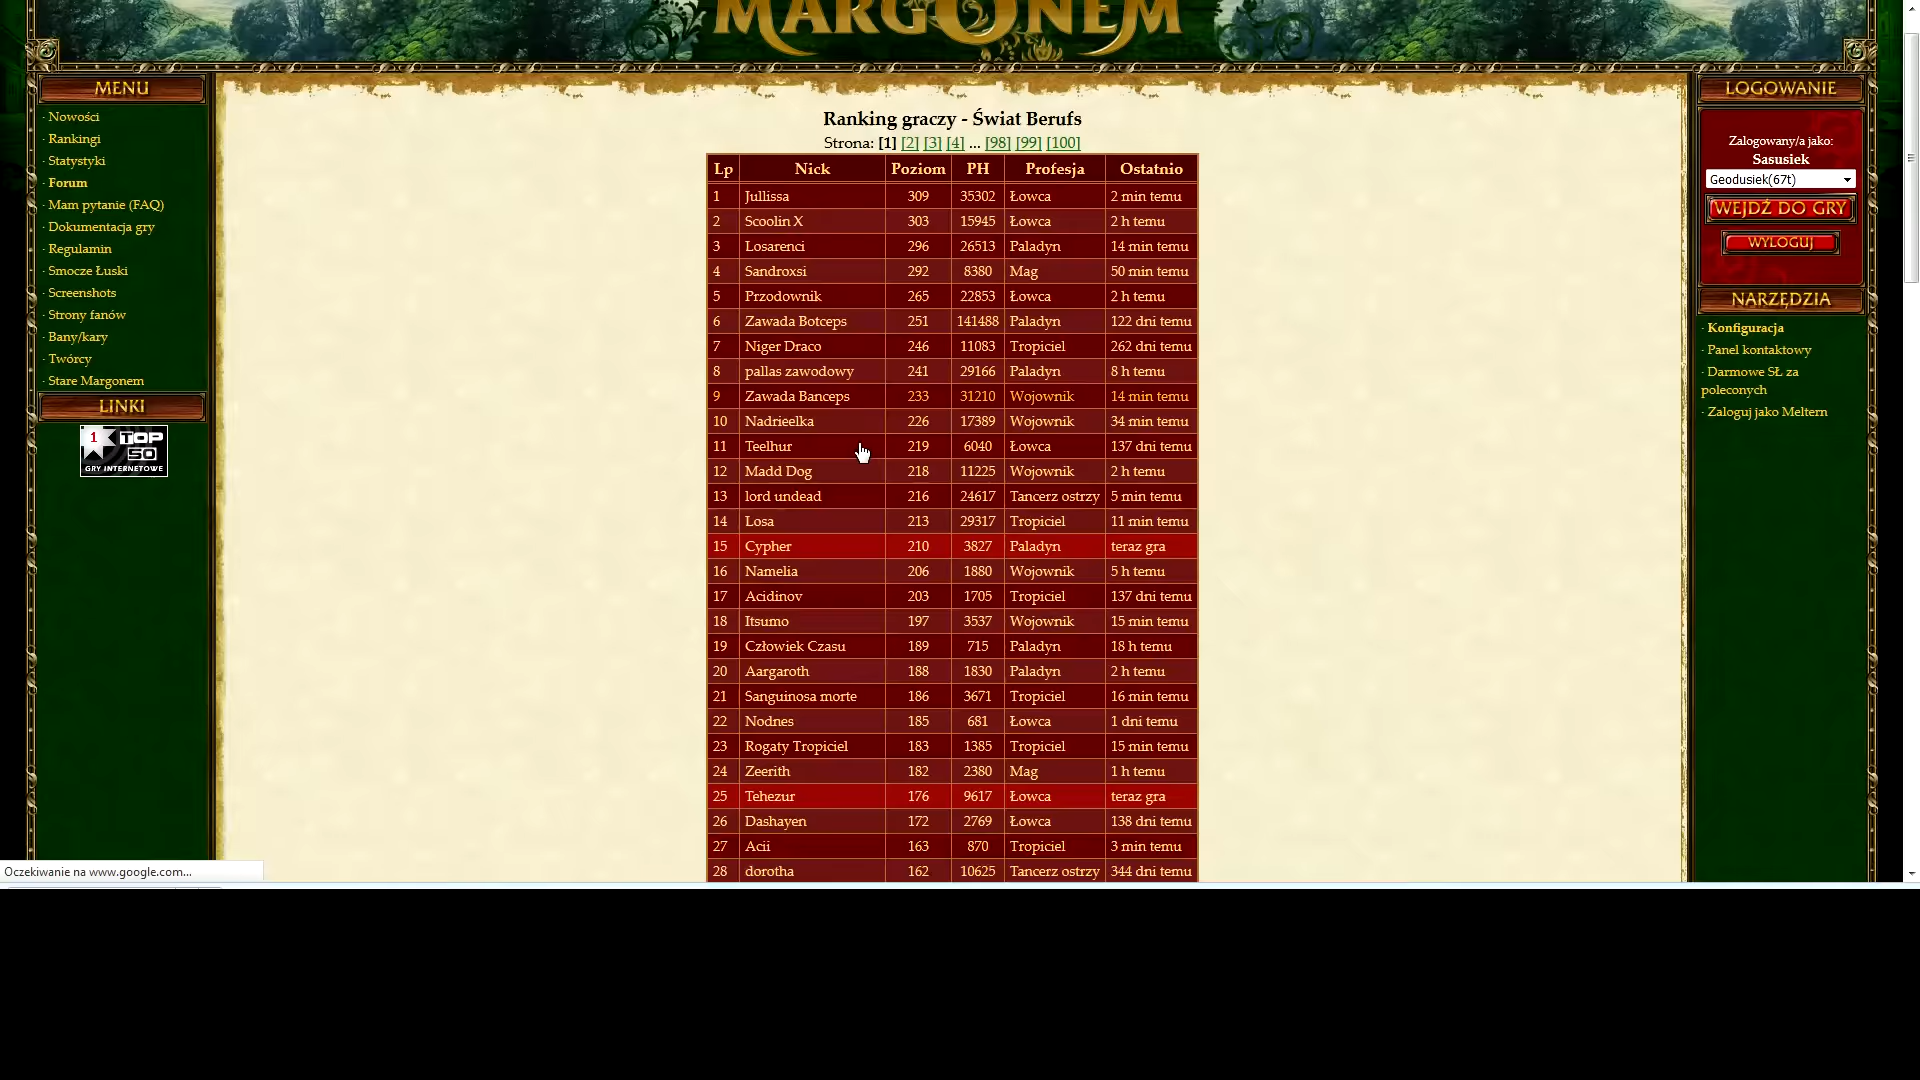 MARGONEM
MENU
· Nowości
· Rankingi
· Statystyki
· Forum
· Mam pytanie (FAQ)
· Dokumentacja gry
· Regulamin
· Smocze Łuski
· Screenshots
· Strony fanów
· Bany/kary
· Twórcy
· Stare Margonem
LINKI
1 TOP
50
GRY INTERNETOWE
Ranking graczy - Świat Berufs
Strona: [1] [2] [3] [4] ... [98] [99] [100]
Lp Nick Poziom PH Profesja Ostatnio
1 Jullissa 309 35302 Łowca 2 min temu
2 Scoolin X 303 15945 Łowca 2 h temu
3 Losarenci 296 26513 Paladyn 14 min temu
4 Sandroxsi 292 8380 Mag 50 min temu
5 Przodownik 265 22853 Łowca 2 h temu
6 Zawada Botceps 251 141488 Paladyn 122 dni temu
7 Niger Draco 246 11083 Tropiciel 262 dni temu
8 pallas zawodowy 241 29166 Paladyn 8 h temu
9 Zawada Banceps 233 31210 Wojownik 14 min temu
10 Nadrieelka 226 17389 Wojownik 34 min temu
11 Teelhur 219 6040 Łowca 137 dni temu
12 Madd Dog 218 11225 Wojownik 2 h temu
13 lord undead 216 24617 Tancerz ostrzy 5 min temu
14 Losa 213 29317 Tropiciel 11 min temu
15 Cypher 210 3827 Paladyn teraz gra
16 Namelia 206 1880 Wojownik 5 h temu
17 Acidinov 203 1705 Tropiciel 137 dni temu
18 Itsumo 197 3537 Wojownik 15 min temu
19 Człowiek Czasu 189 715 Paladyn 18 h temu
20 Aargaroth 188 1830 Paladyn 2 h temu
21 Sanguinosa morte 186 3671 Tropiciel 16 min temu
22 Nodnes 185 681 Łowca 1 dni temu
23 Rogaty Tropiciel 183 1385 Tropiciel 15 min temu
24 Zeerith 182 2380 Mag 1 h temu
25 Tehezur 176 9617 Łowca teraz gra
26 Dashayen 172 2769 Łowca 138 dni temu
27 Acii 163 870 Tropiciel 3 min temu
28 dorotha 162 10625 Tancerz ostrzy 344 dni temu
LOGOWANIE
Zalogowany/a jako:
Sasusiek
Geodusiek(67t)
WEJDŹ DO GRY
WYLOGUJ
NARZĘDZIA
· Konfiguracja
· Panel kontaktowy
· Darmowe SŁ za
poleconych
· Zaloguj jako Meltern
Oczekiwanie na www.google.com...